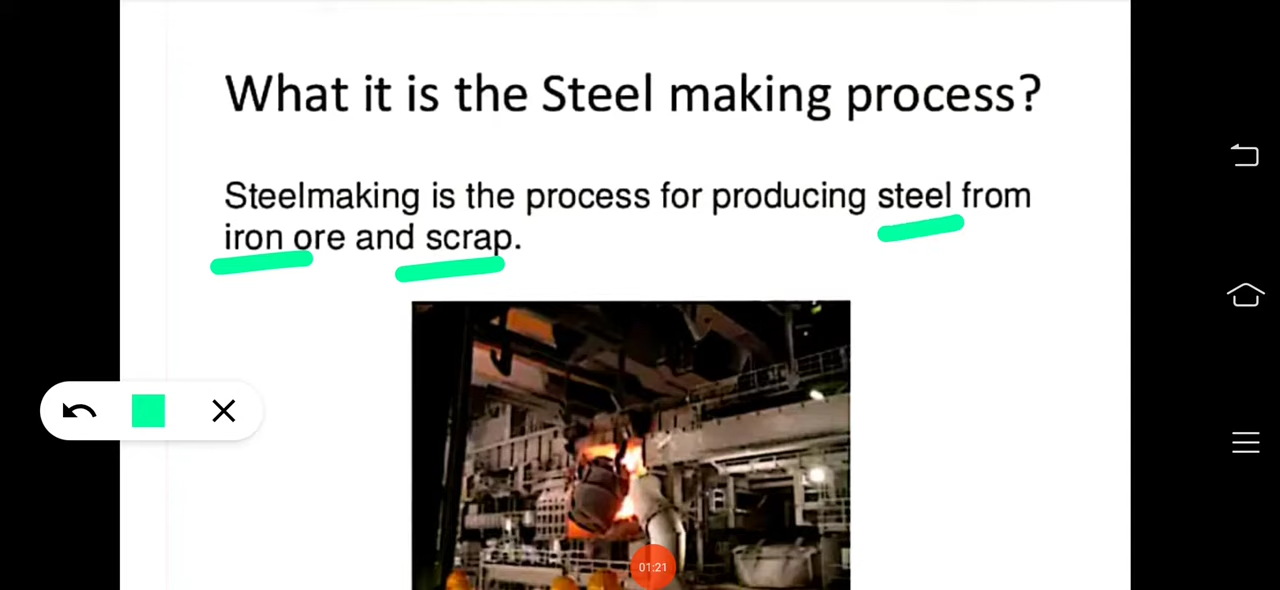 What it is the Steel making process?
Steelmaking is the process for producing steel from
iron ore and scrap.
01:21